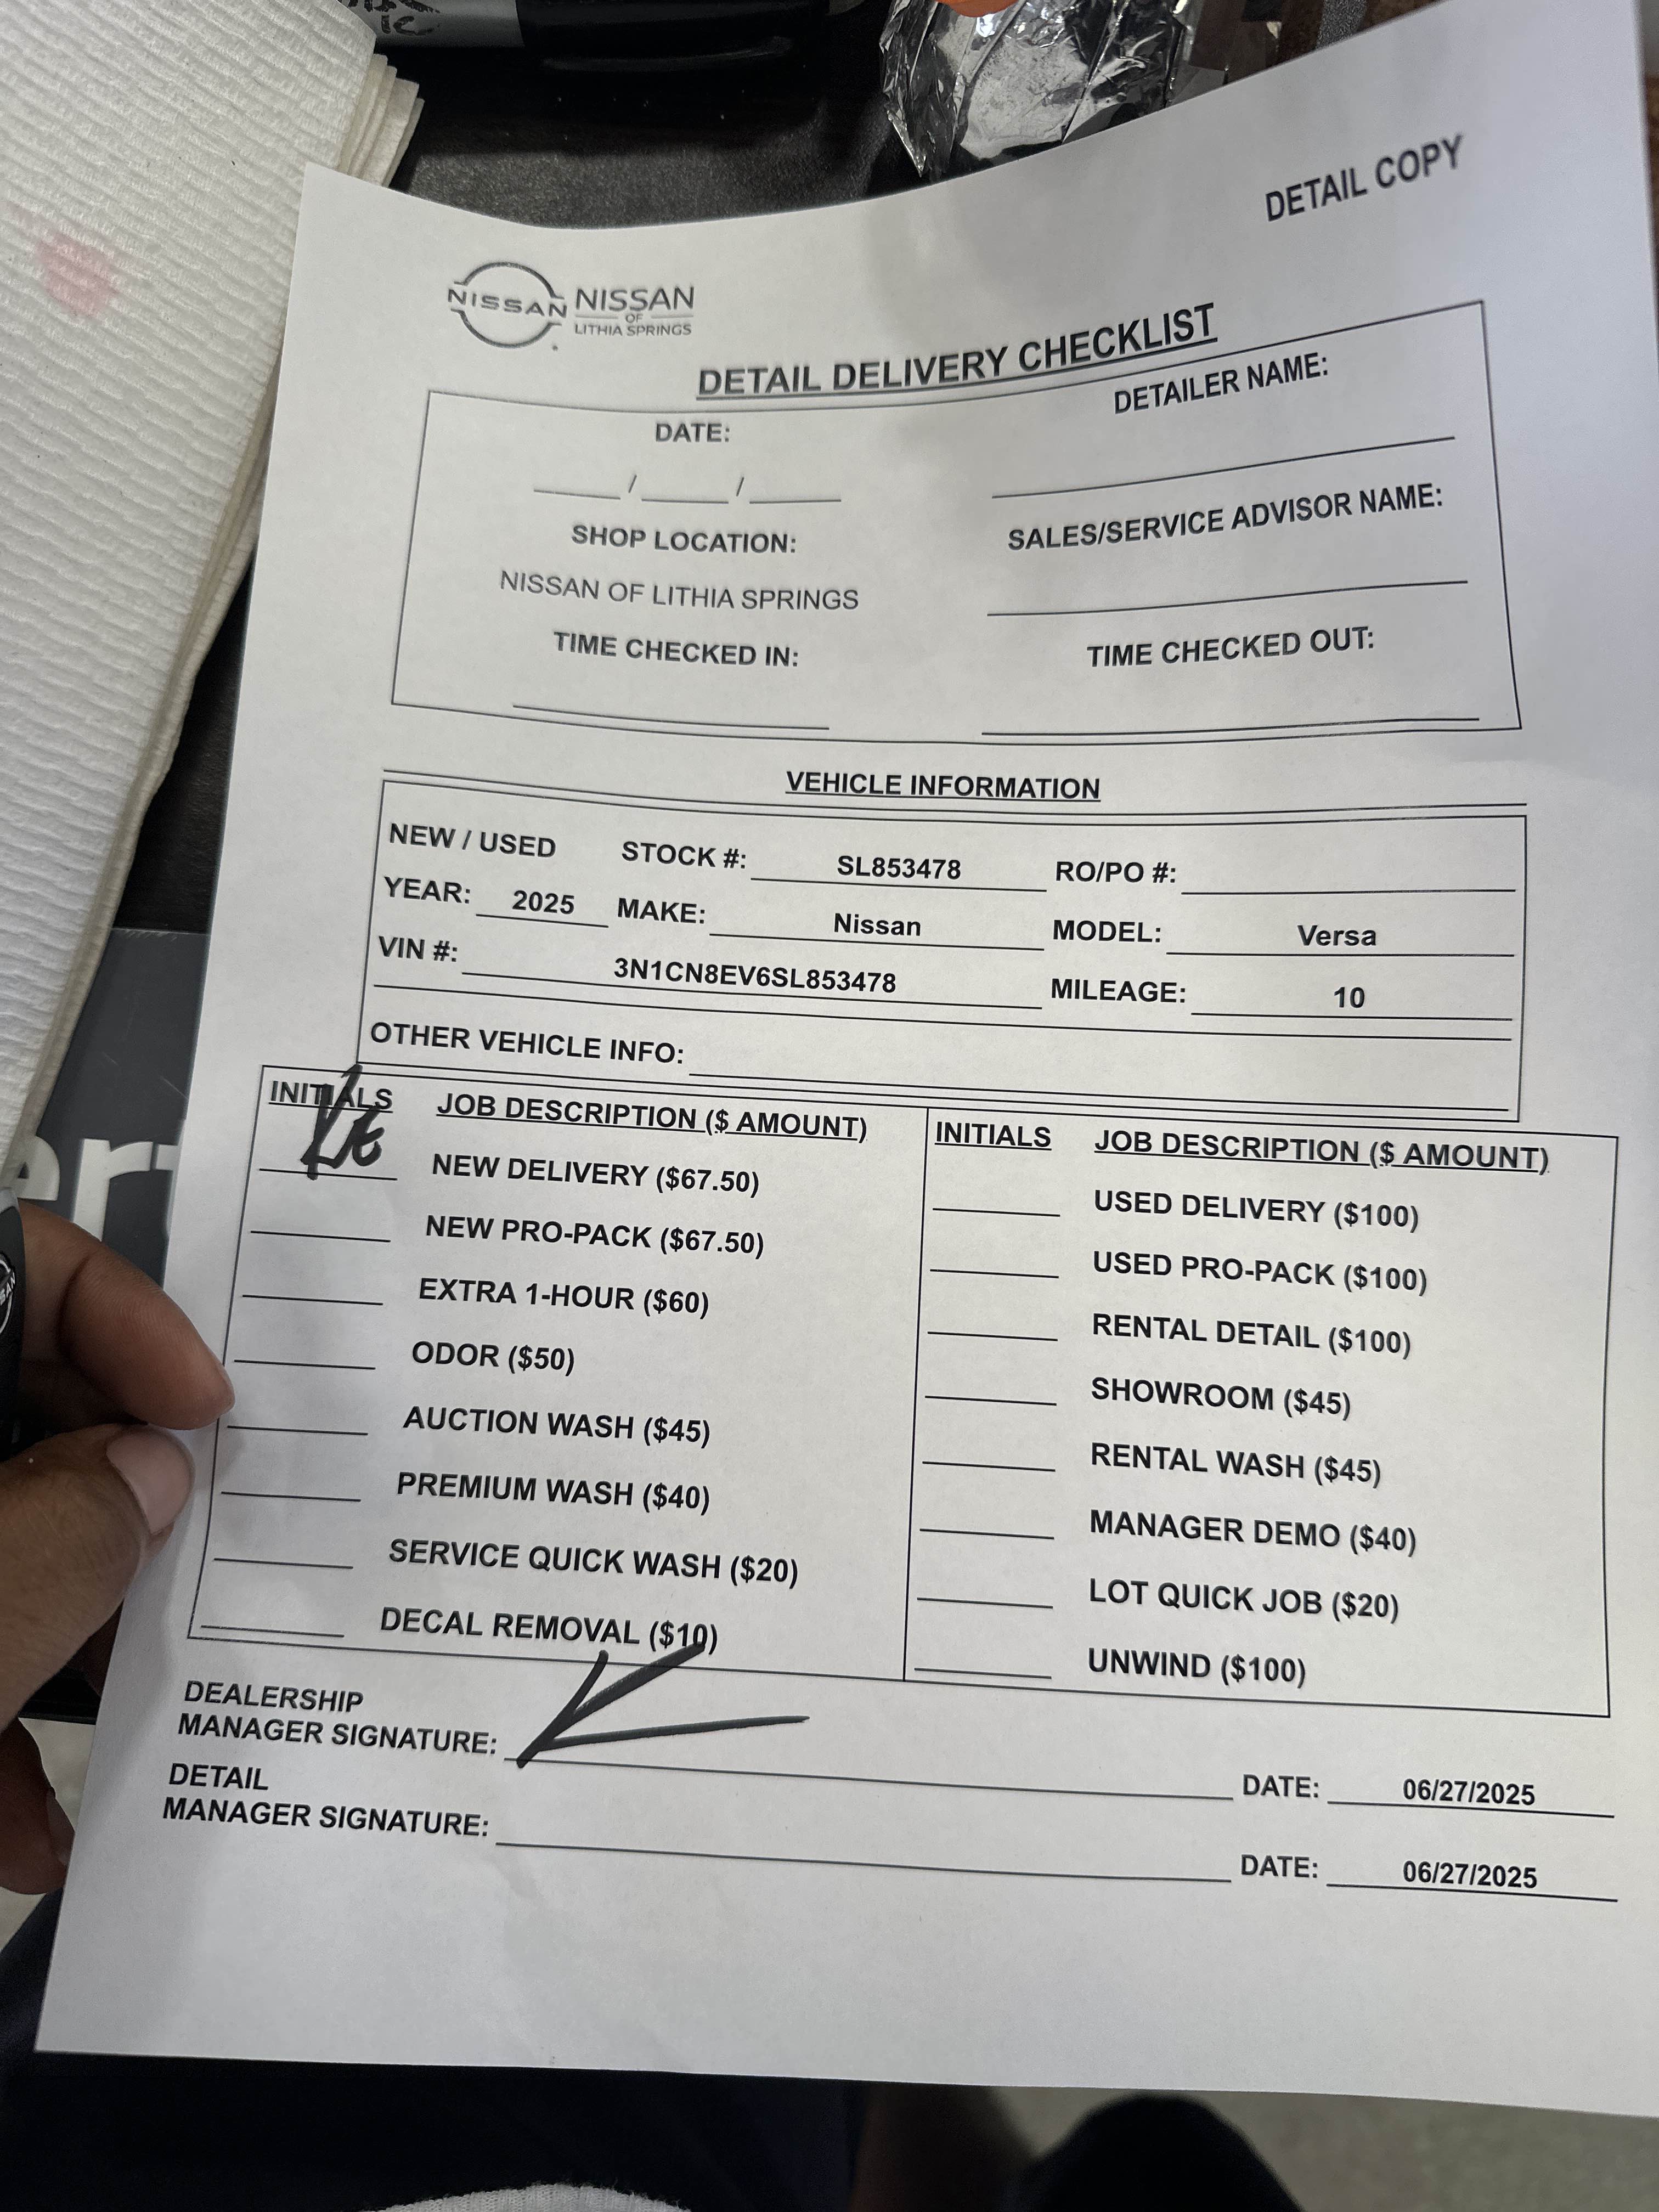 DETAIL COPY
NISSAN NISSAN
OF
LITHIA SPRINGS
DETAIL DELIVERY CHECKLIST
DATE:
DETAILER NAME:
/ /
SHOP LOCATION:
SALES/SERVICE ADVISOR NAME:
NISSAN OF LITHIA SPRINGS
TIME CHECKED IN:
TIME CHECKED OUT:
VEHICLE INFORMATION
NEW / USED STOCK #: SL853478 RO/PO #:
YEAR: 2025 MAKE: Nissan MODEL: Versa
VIN #: 3N1CN8EV6SL853478 MILEAGE: 10
OTHER VEHICLE INFO:
INITIALS JOB DESCRIPTION ($ AMOUNT)
NEW DELIVERY ($67.50)
NEW PRO-PACK ($67.50)
EXTRA 1-HOUR ($60)
ODOR ($50)
AUCTION WASH ($45)
PREMIUM WASH ($40)
SERVICE QUICK WASH ($20)
DECAL REMOVAL ($10)
INITIALS JOB DESCRIPTION ($ AMOUNT)
USED DELIVERY ($100)
USED PRO-PACK ($100)
RENTAL DETAIL ($100)
SHOWROOM ($45)
RENTAL WASH ($45)
MANAGER DEMO ($40)
LOT QUICK JOB ($20)
UNWIND ($100)
DEALERSHIP
MANAGER SIGNATURE: DATE: 06/27/2025
DETAIL
MANAGER SIGNATURE: DATE: 06/27/2025